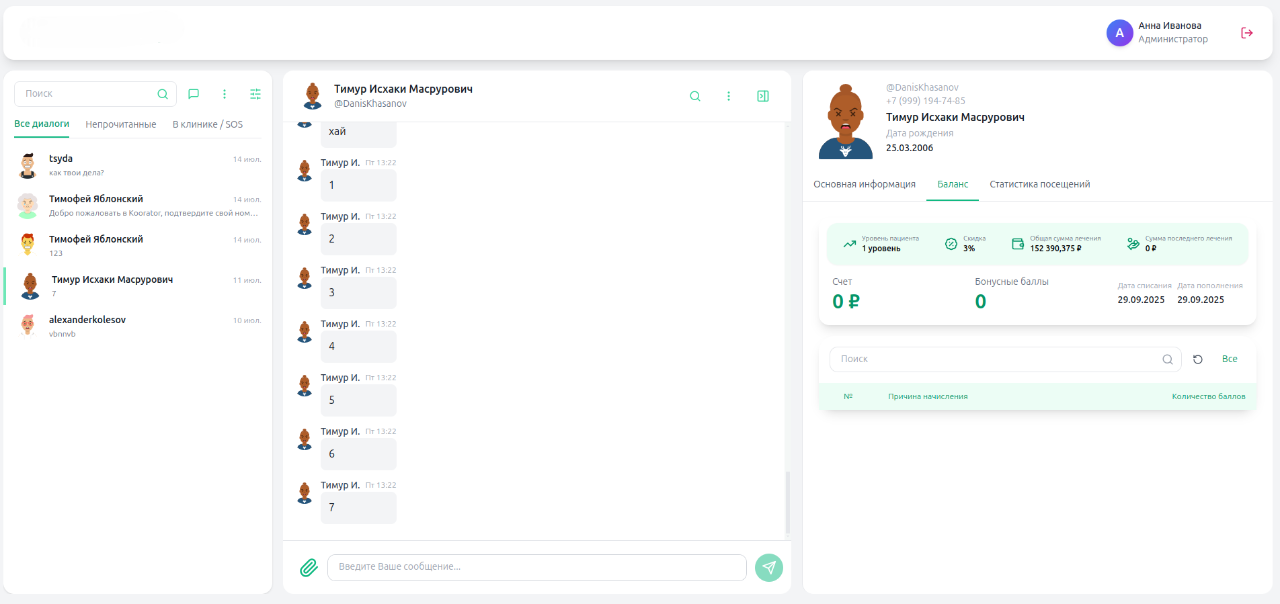 A
Анна Иванова
Администратор
Поиск
Все диалоги Непрочитанные В клинике / SOS
tsyda 14 июл.
как твои дела?
Тимофей Яблонский 14 июл.
Добро пожаловать в Koorator, подтвердите свой ном...
Тимофей Яблонский 14 июл.
123
Тимур Исхаки Масрурович 11 июл.
7
alexanderkolesov 10 июл.
vbnnvb
Тимур Исхаки Масрурович
@DanisKhasanov
хай
Тимур И. Пт 13:22
1
Тимур И. Пт 13:22
2
Тимур И. Пт 13:22
3
Тимур И. Пт 13:22
4
Тимур И. Пт 13:22
5
Тимур И. Пт 13:22
6
Тимур И. Пт 13:22
7
Введите Ваше сообщение...
@DanisKhasanov
+7 (999) 194-74-85
Тимур Исхаки Масрурович
Дата рождения
25.03.2006
Основная информация Баланс Статистика посещений
Уровень пациента Скидка Общая сумма лечения Сумма последнего лечения
1 уровень 3% 152 390,375 ₽ 0 ₽
Счет Бонусные баллы Дата списания Дата пополнения
0 ₽ 0 29.09.2025 29.09.2025
Поиск Все
№ Причина начисления Количество баллов